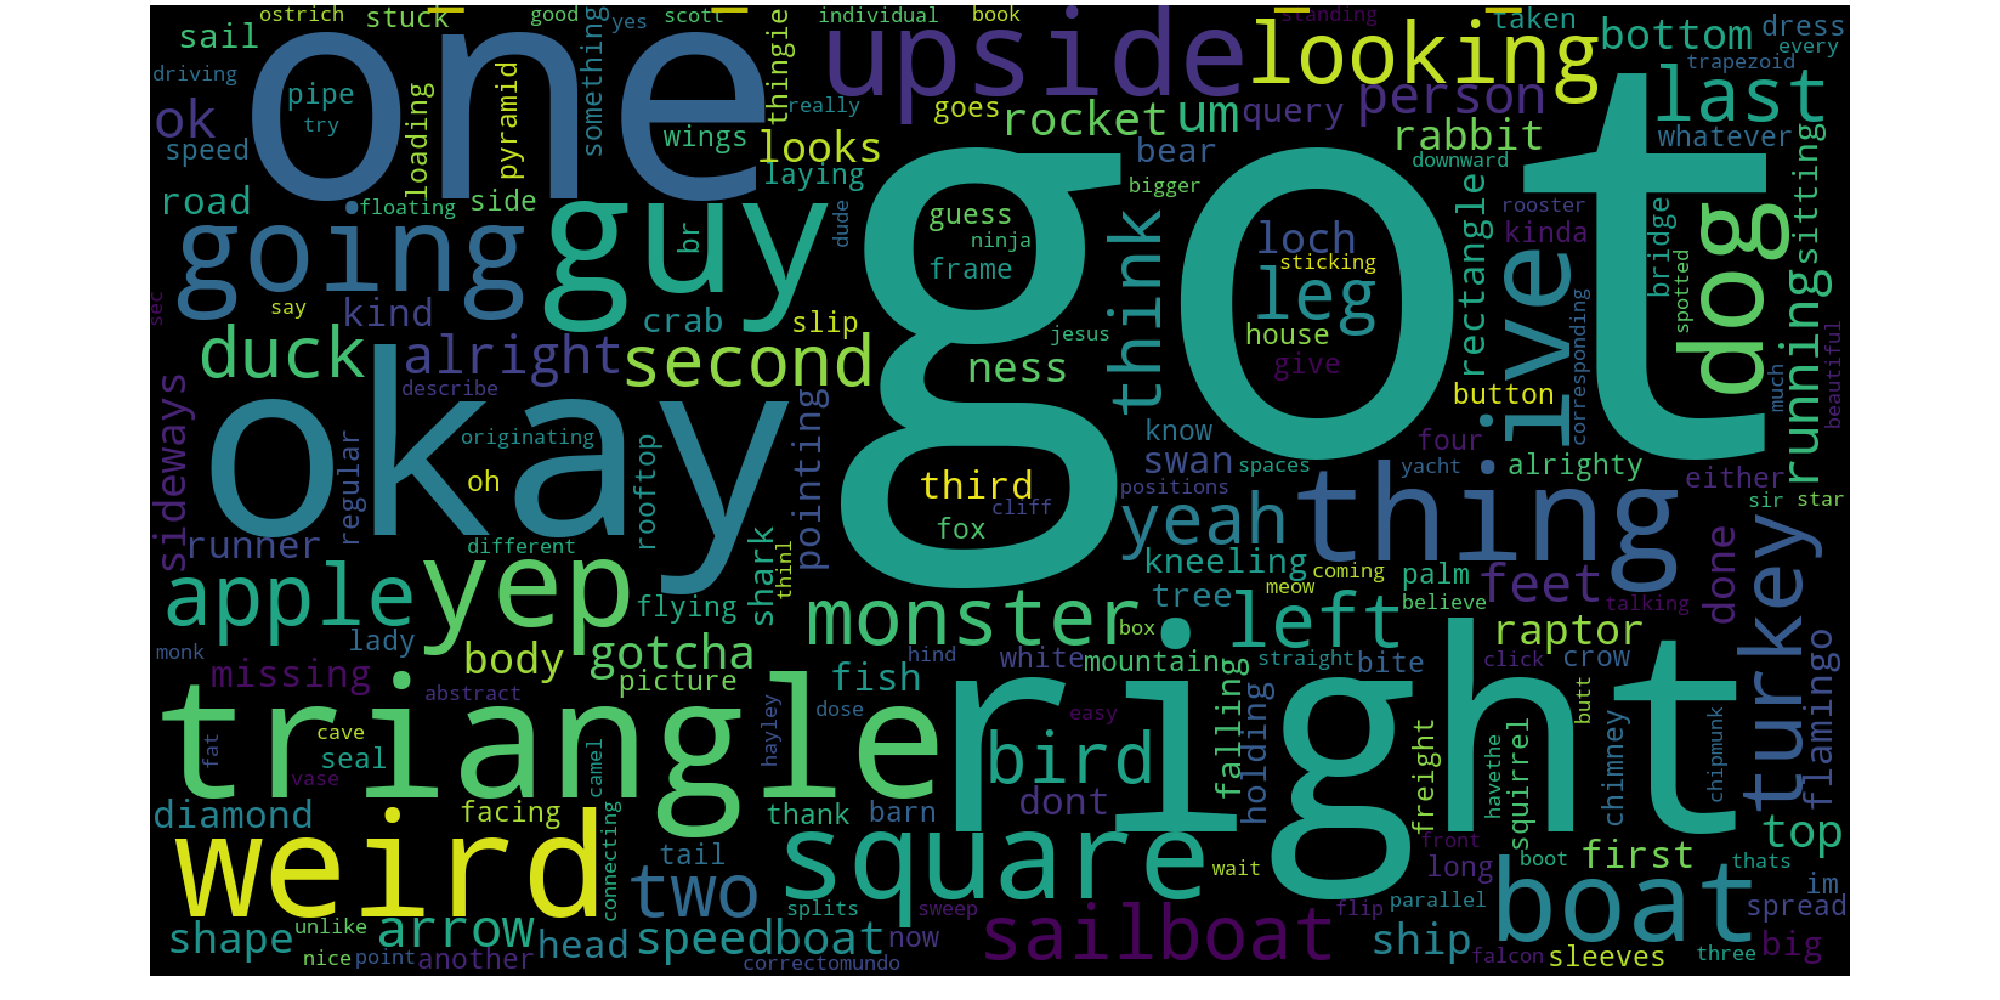 ostrich stuck good yes scott individual book standing taken dress
sail one something thingie upside looking bottom every
driving pipe pyramid really goes person last trapezoid
ok try loading wings looks rocket um query rabbit whatever
speed laying bear downward
road floating side guy bigger got rectangle rooster sitting
going br dude guess ninja think loch kinda bridge dog
frame sticking leg i've spotted
sec say kind crab slip jesus house corresponding running
duck alright second ness give much beautiful
sideways describe pointing button
okay originating know four alrighty
regular oh rooftop third swan spaces yacht either
cliff positions thing sir star
runner different shark fox yeah turkey
apple yep flying thinl kneeling meow coming palm feet done
monster tree left believe talking
monk lady gotcha box raptor
missing body picture hind white mountain straight bite click crow
abstract fish falling flamingo
triangle right easy butt
fat cave seal camel hayley dose bird holding freight squirrel chimney chipmunk
vase havethe
diamond facing thank barn dont top
weird connecting tail square wait front first thats
two long boot boat im
shape unlike arrow splits sweep flip parallel spread
head speedboat now sailboat ship big
nice point another correctomundo falcon sleeves three